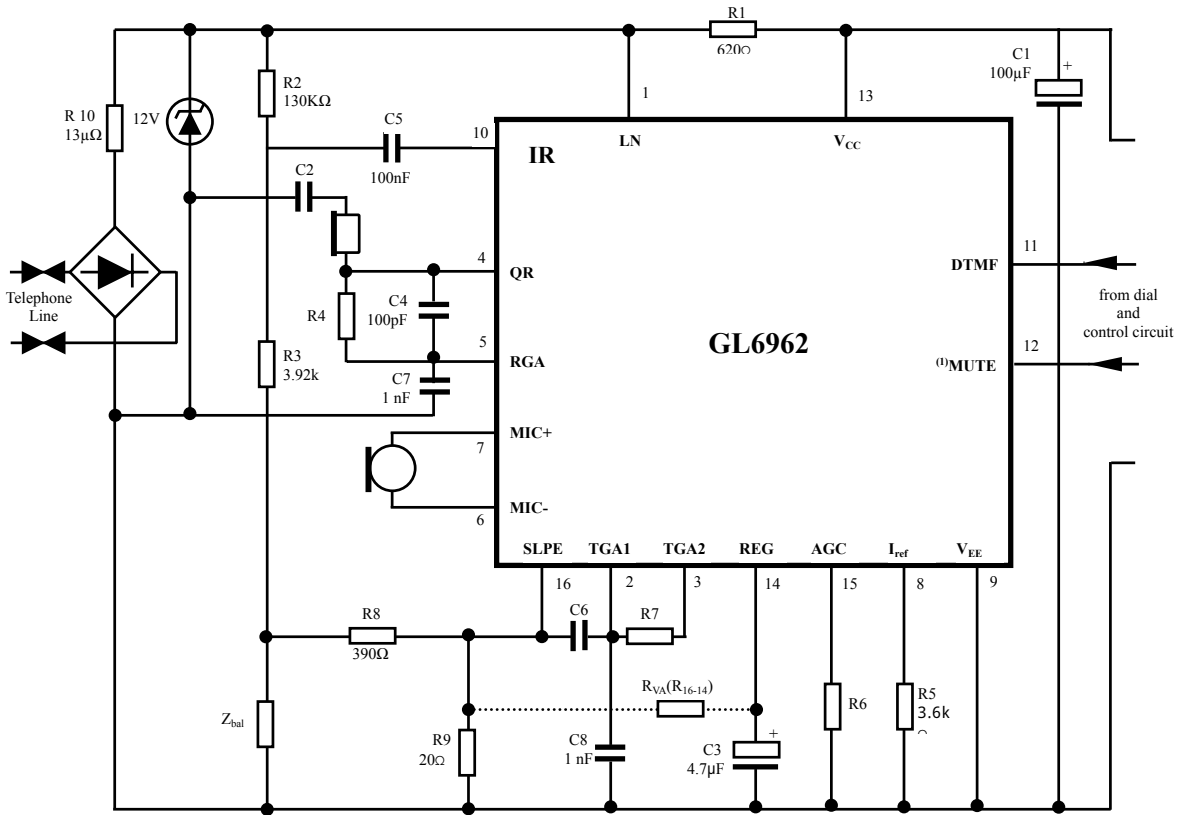 R1
620Ω
C1
100µF
+
R2
130KΩ
R 10
13µΩ
12V
1
13
C5
100nF
10
IR
LN
VCC
C2
4
QR
11
DTMF
Telephone
Line
R4
C4
100pF
from dial
and
control circuit
5
RGA
GL6962
12
(1)MUTE
R3
3.92k
C7
1 nF
MIC+
7
MIC-
6
SLPE
TGA1
TGA2
REG
AGC
Iref
VEE
16
2
3
14
15
8
9
C6
R7
R8
390Ω
RVA(R16-14)
R6
R5
3.6k
Zbal
R9
20Ω
C8
1 nF
C3
4.7µF
+